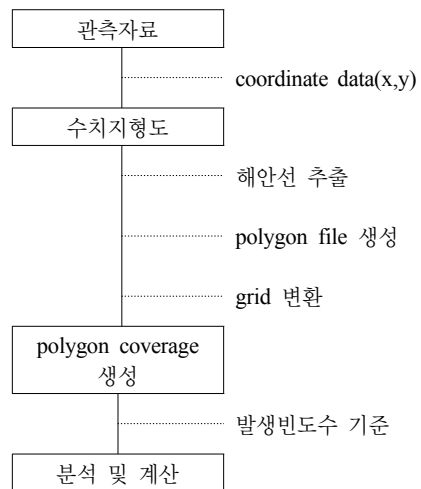 관측자료
coordinate data(x,y)
수치지형도
해안선 추출
polygon file 생성
grid 변환
polygon coverage
생성
발생빈도수 기준
분석 및 계산